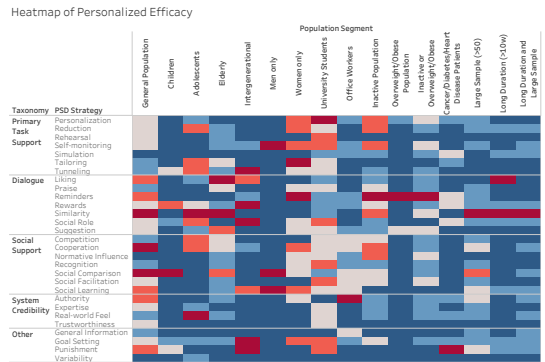 Heatmap of Personalized Efficacy
Population Segment
General Population
Children
Adolescents
Elderly
Intergenerational
Men only
Women only
University Students
Office Workers
Inactive Population
Overweight/Obese
Population
Inactive or
Overweight/Obese
Cancer/Diabetes/Heart
Disease Patients
Large Sample (>50)
Long Duration (>10w)
Long Duration and
Large Sample
Taxonomy PSD Strategy
Primary Personalization
Task Reduction
Support Rehearsal
Self-monitoring
Simulation
Tailoring
Tunneling
Dialogue Liking
Praise
Reminders
Rewards
Similarity
Social Role
Suggestion
Social Competition
Support Cooperation
Normative Influence
Recognition
Social Comparison
Social Facilitation
Social Learning
System Authority
Credibility Expertise
Real-world Feel
Trustworthiness
Other General Information
Goal Setting
Punishment
Variability